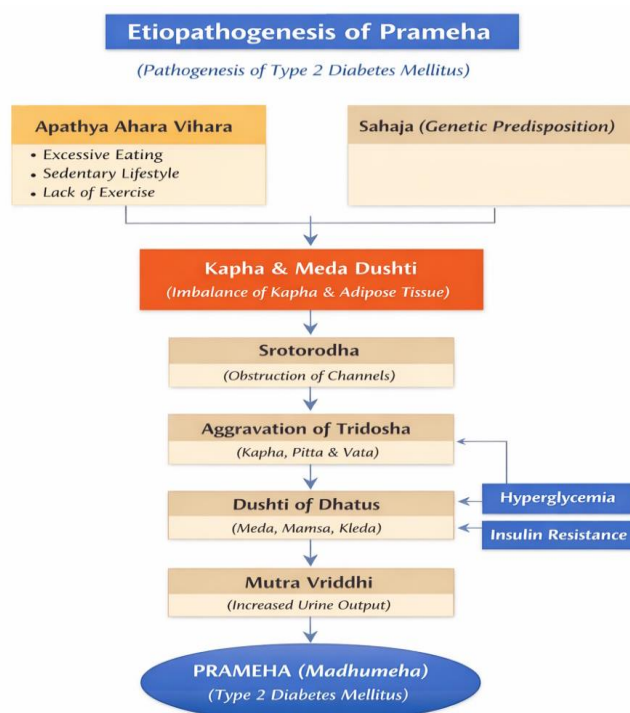 Etiopathogenesis of Prameha
(Pathogenesis of Type 2 Diabetes Mellitus)
Apathya Ahara Vihara
• Excessive Eating
• Sedentary Lifestyle
• Lack of Exercise
Sahaja (Genetic Predisposition)
Kapha & Meda Dushti
(Imbalance of Kapha & Adipose Tissue)
Srotorodha
(Obstruction of Channels)
Aggravation of Tridosha
(Kapha, Pitta & Vata)
Hyperglycemia
Dushti of Dhatus
(Meda, Mamsa, Kleda)
Insulin Resistance
Mutra Vriddhi
(Increased Urine Output)
PRAMEHA (Madhumeha)
(Type 2 Diabetes Mellitus)